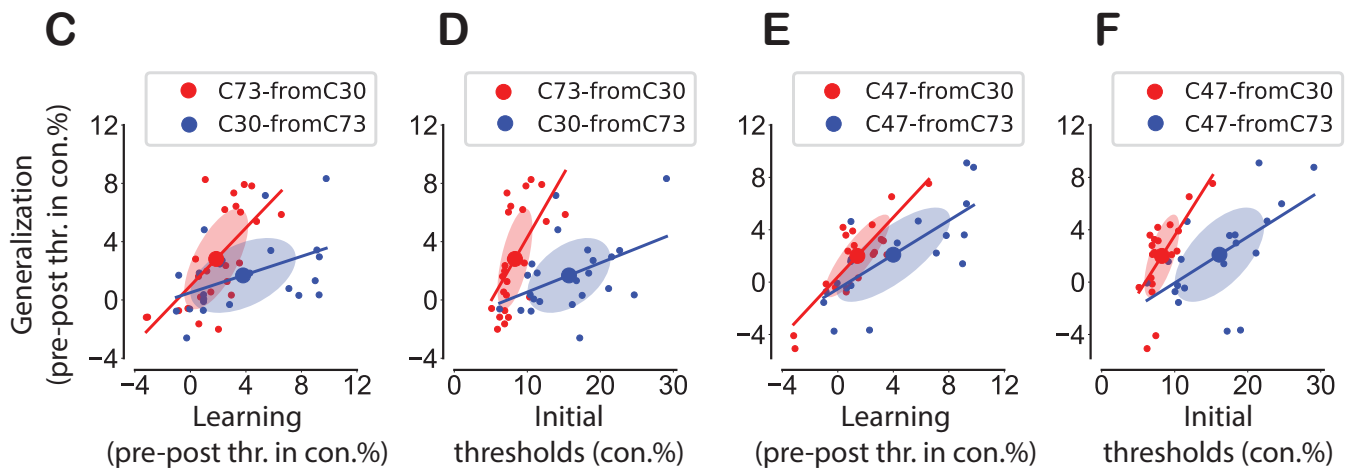 C
D
E
F
C73-fromC30
C30-fromC73
C73-fromC30
C30-fromC73
C47-fromC30
C47-fromC73
C47-fromC30
C47-fromC73
Generalization
(pre-post thr. in con.%)
12
8
4
0
−4
12
8
4
0
−4
12
8
4
0
−4
12
8
4
0
−4
−4 0 4 8 12
0 10 20 30
−4 0 4 8 12
0 10 20 30
Learning
(pre-post thr. in con.%)
Initial
thresholds (con.%)
Learning
(pre-post thr. in con.%)
Initial
thresholds (con.%)